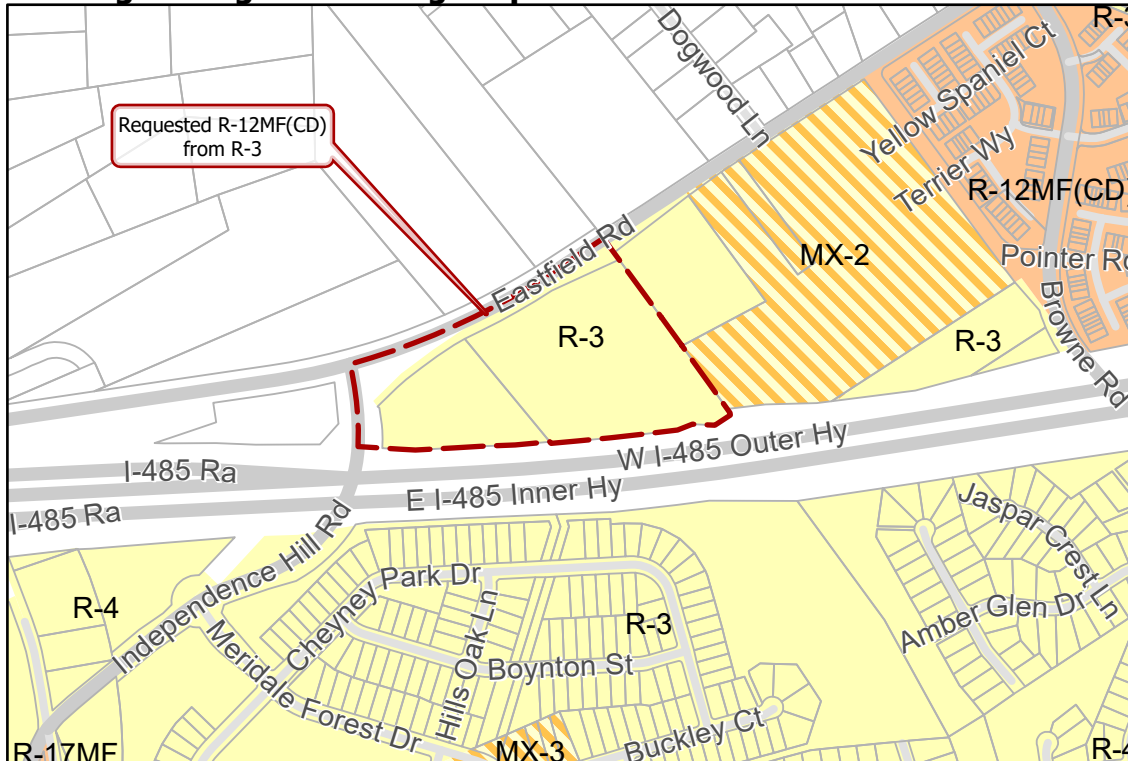 R-3
Dogwood Ln
Yellow Spaniel Ct
Requested R-12MF(CD)
from R-3
Terrier Wy
R-12MF(CD)
Eastfield Rd
MX-2
Pointer Rd
R-3
R-3
Browne Rd
W I-485 Outer Hy
I-485 Ra
E I-485 Inner Hy
I-485 Ra
Jaspar Crest Ln
Independence Hill Rd
Cheyney Park Dr
R-4
Hills Oak Ln
R-3
Amber Glen Dr
Meridale Forest Dr
Boynton St
Buckley Ct
R-17MF
MX-3
R-4